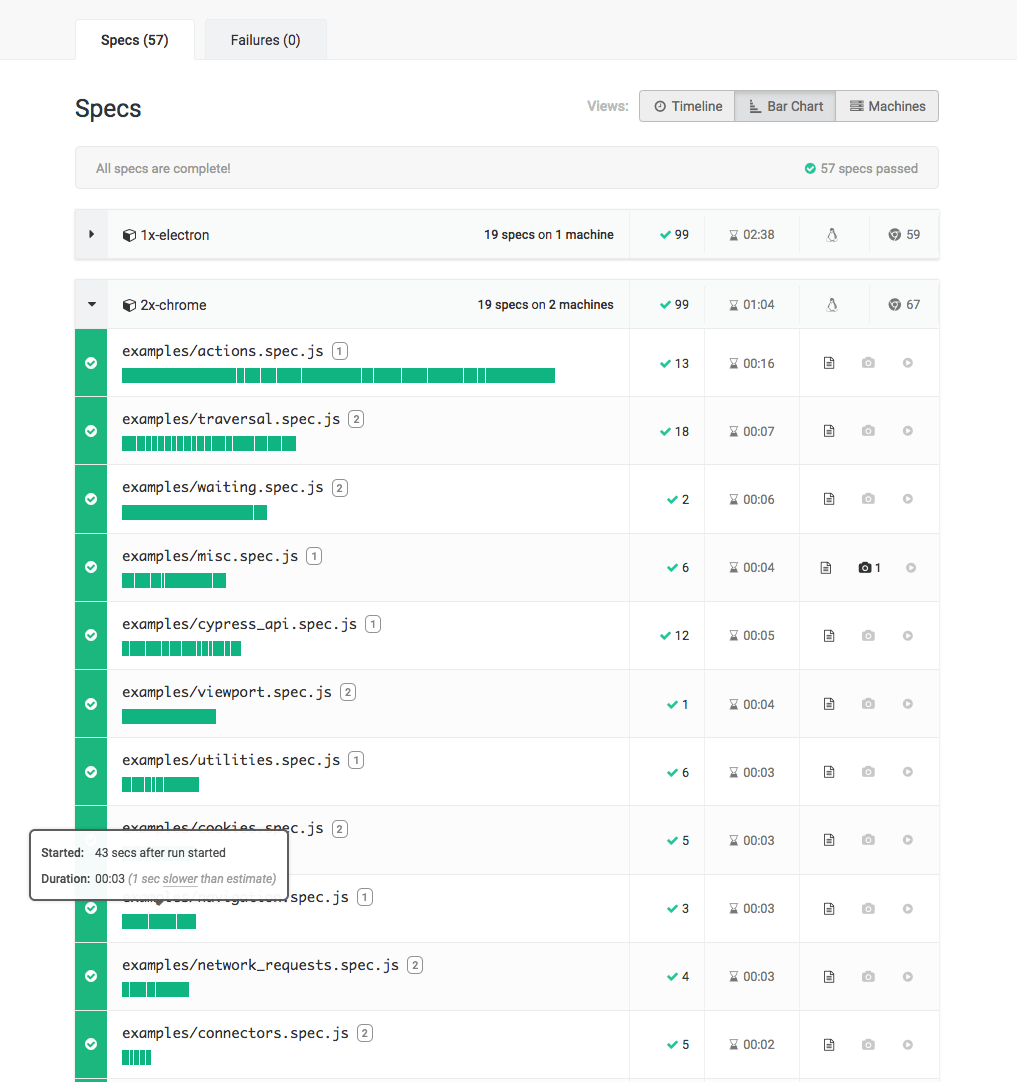 Specs (57) Failures (0)
Specs Views: Timeline Bar Chart Machines
All specs are complete! 57 specs passed
1x-electron 19 specs on 1 machine 99 02:38 59
2x-chrome 19 specs on 2 machines 99 01:04 67
examples/actions.spec.js 1 13 00:16
examples/traversal.spec.js 2 18 00:07
examples/waiting.spec.js 2 2 00:06
examples/misc.spec.js 1 6 00:04 1
examples/cypress_api.spec.js 1 12 00:05
examples/viewport.spec.js 2 1 00:04
examples/utilities.spec.js 1 6 00:03
examples/cookies.spec.js 2 5 00:03
Started: 43 secs after run started
Duration: 00:03 (1 sec slower than estimate)
examples/navigation.spec.js 1 3 00:03
examples/network_requests.spec.js 2 4 00:03
examples/connectors.spec.js 2 5 00:02